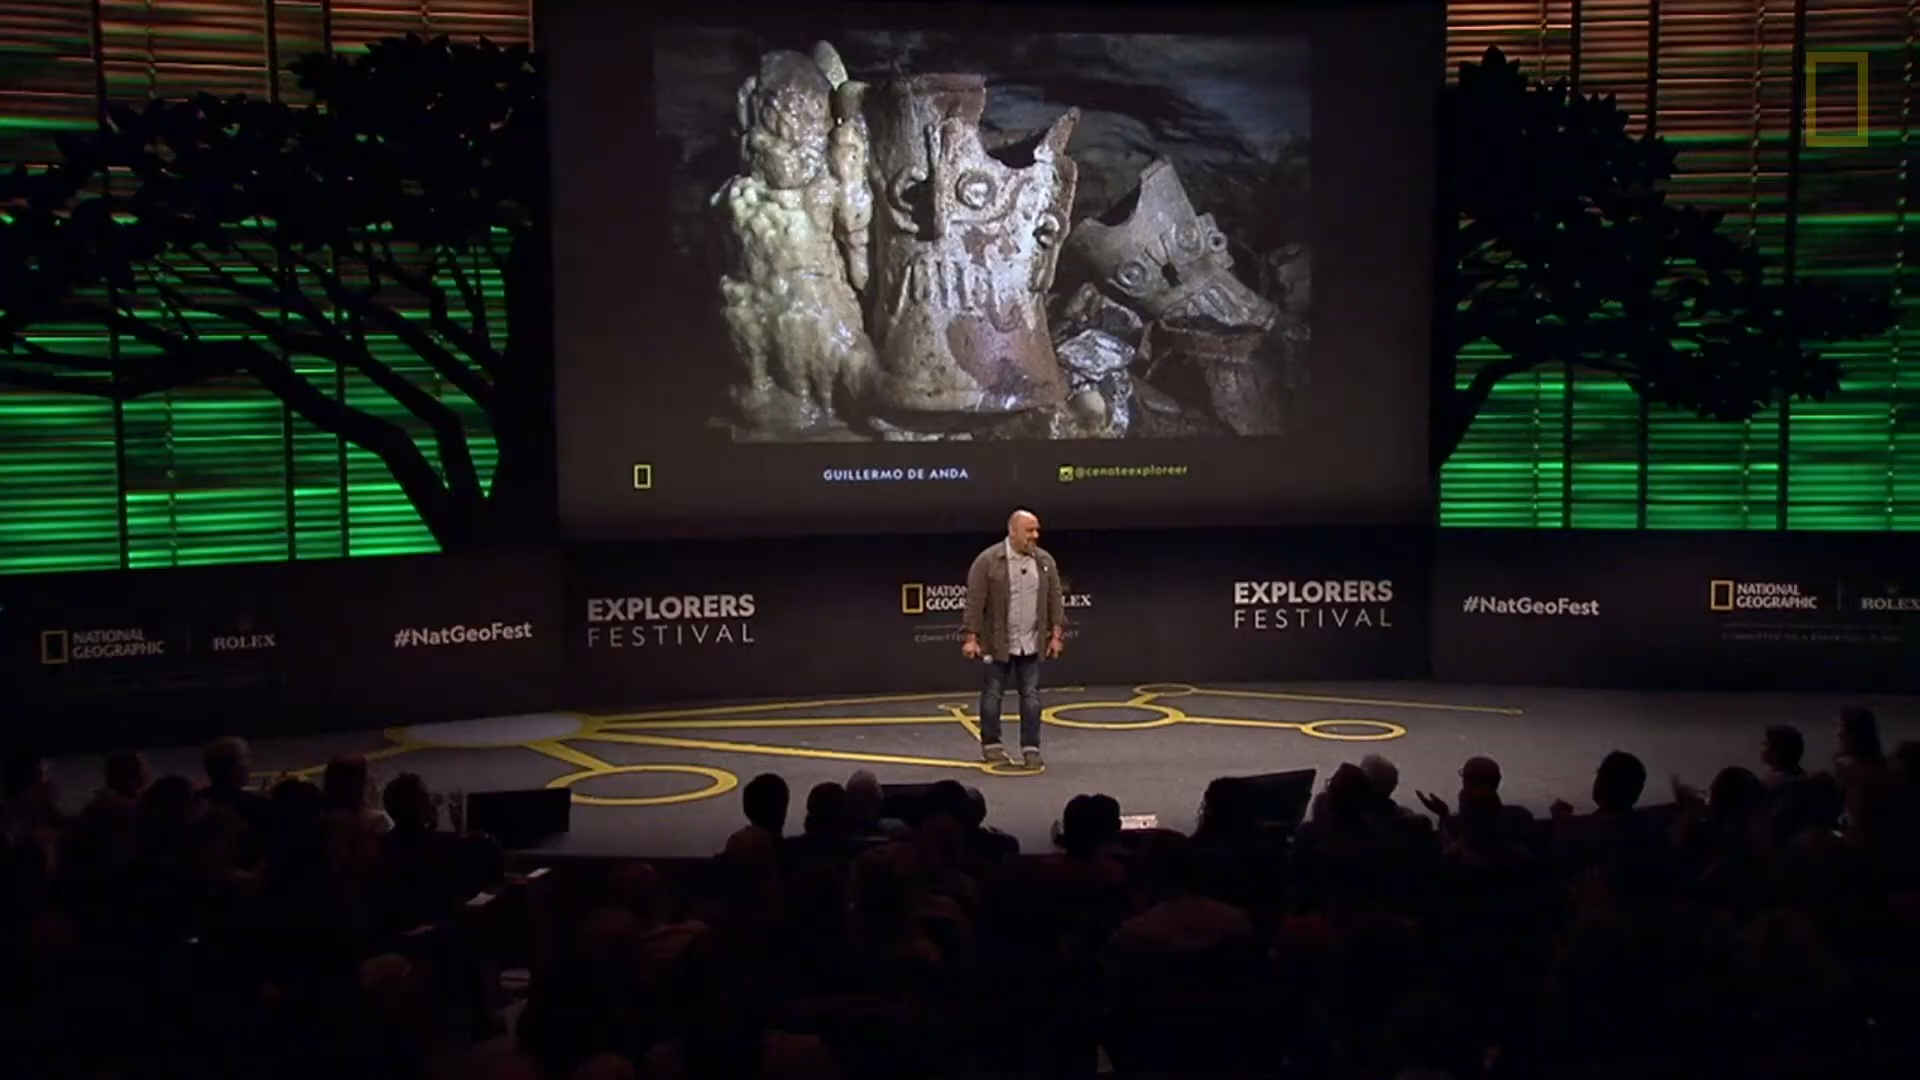 GUILLERMO DE ANDA
@cenoteexploreer
EXPLORERS
FESTIVAL
#NatGeoFest
NATIONAL
GEOGRAPHIC
ROLEX
EXPLORERS
FESTIVAL
#NatGeoFest
NATIONAL
GEOGRAPHIC
ROLEX